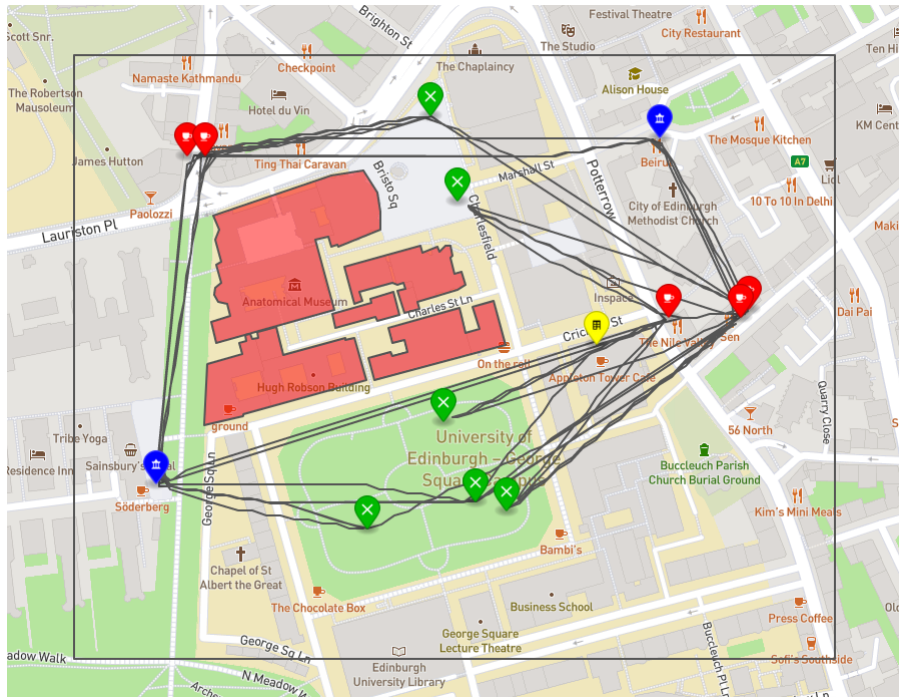 Scott Snr.
Brighton St
Festival Theatre
City Restaurant
The Studio
Ten Hi
Checkpoint
The Chaplaincy
Namaste Kathmandu
The Robertson
Mausoleum
Alison House
Hotel du Vin
KM Cent
The Mosque Kitchen
James Hutton
Ting Thai Caravan
Bristo Sq
Marshall St
Potterrow
Beirut
A7
Lidl
Paolozzi
Charlesfield
City of Edinburgh
Methodist Church
10 To 10 In Delhi
Lauriston Pl
Maki
Anatomical Museum
Inspace
Charles St Ln
Dai Pai
Crichton St
The Nile Valley
Sen
On the roll
Appleton Tower Cafe
Hugh Robson Building
Quarry Close
ground
56 North
Tribe Yoga
University of
Edinburgh – George
Square Campus
Residence Inn
Sainsbury's Local
George Sq Ln
Buccleuch Parish
Church Burial Ground
Söderberg
Kim's Mini Meals
Bambi's
Chapel of St
Albert the Great
The Chocolate Box
Business School
Press Coffee
Old
George Square
Lecture Theatre
Buccleuch Pl Ln
George Sq Ln
Sofi's Southside
eadow Walk
Edinburgh
University Library
N Meadow W
Arche